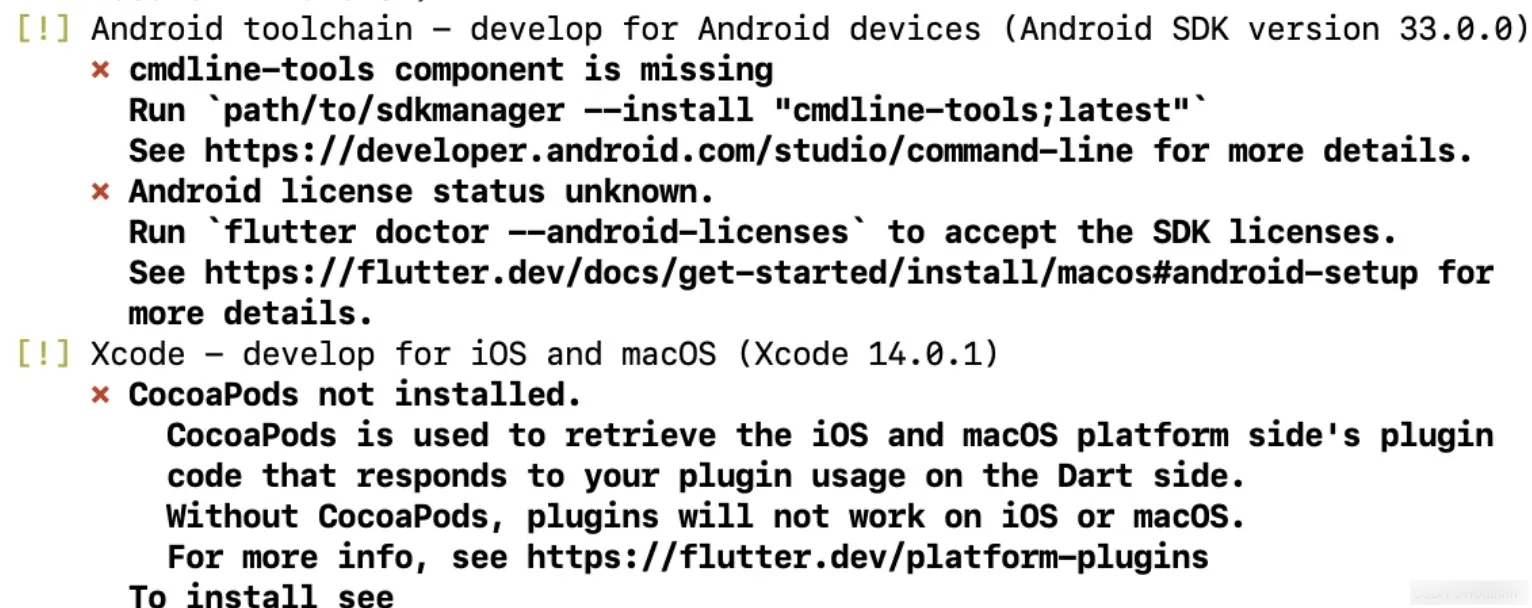 [!] Android toolchain - develop for Android devices (Android SDK version 33.0.0)
✗ cmdline-tools component is missing
Run `path/to/sdkmanager --install "cmdline-tools;latest"`
See https://developer.android.com/studio/command-line for more details.
✗ Android license status unknown.
Run `flutter doctor --android-licenses` to accept the SDK licenses.
See https://flutter.dev/docs/get-started/install/macos#android-setup for
more details.
[!] Xcode - develop for iOS and macOS (Xcode 14.0.1)
✗ CocoaPods not installed.
CocoaPods is used to retrieve the iOS and macOS platform side's plugin
code that responds to your plugin usage on the Dart side.
Without CocoaPods, plugins will not work on iOS or macOS.
For more info, see https://flutter.dev/platform-plugins
To install see